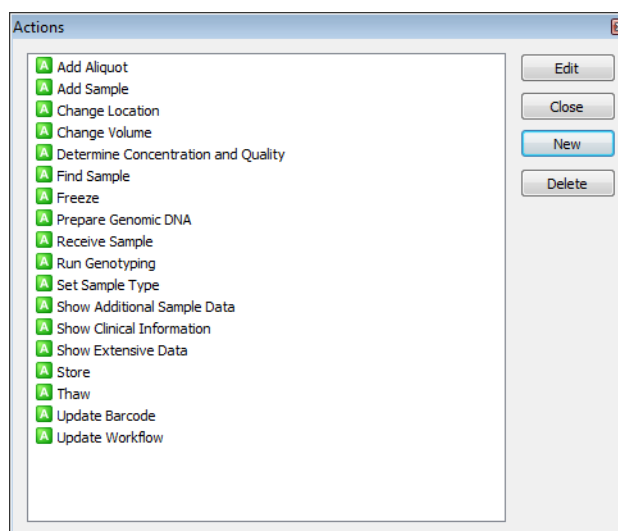 Actions
A Add Aliquot
A Add Sample
A Change Location
A Change Volume
A Determine Concentration and Quality
A Find Sample
A Freeze
A Prepare Genomic DNA
A Receive Sample
A Run Genotyping
A Set Sample Type
A Show Additional Sample Data
A Show Clinical Information
A Show Extensive Data
A Store
A Thaw
A Update Barcode
A Update Workflow
Edit
Close
New
Delete